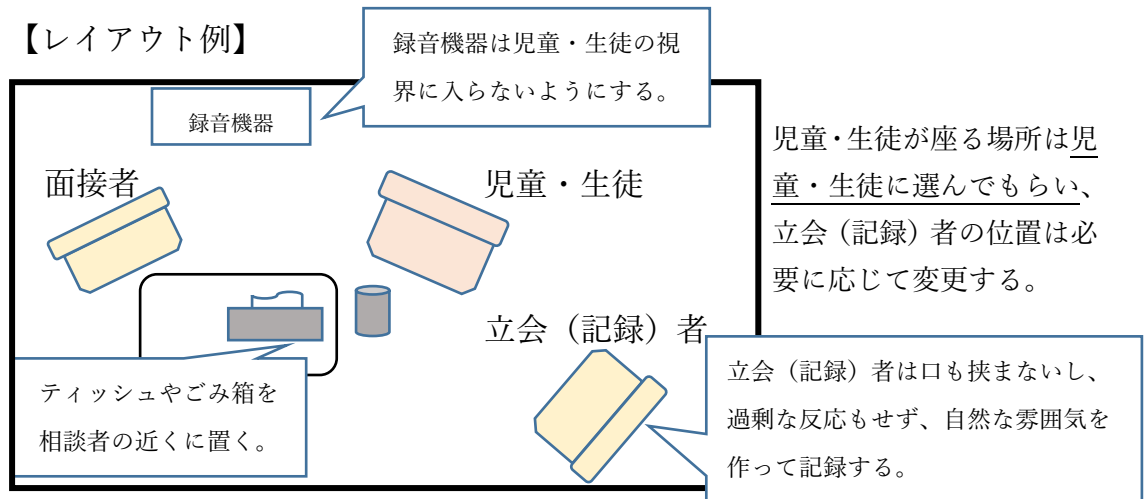 【レイアウト例】
録音機器は児童・生徒の視
界に入らないようにする。
録音機器
面接者
児童・生徒
児童・生徒が座る場所は児
童・生徒に選んでもらい、
立会（記録）者の位置は必
要に応じて変更する。
立会（記録）者
ティッシュやごみ箱を
相談者の近くに置く。
立会（記録）者は口も挟まないし、
過剰な反応もせず、自然な雰囲気を
作って記録する。